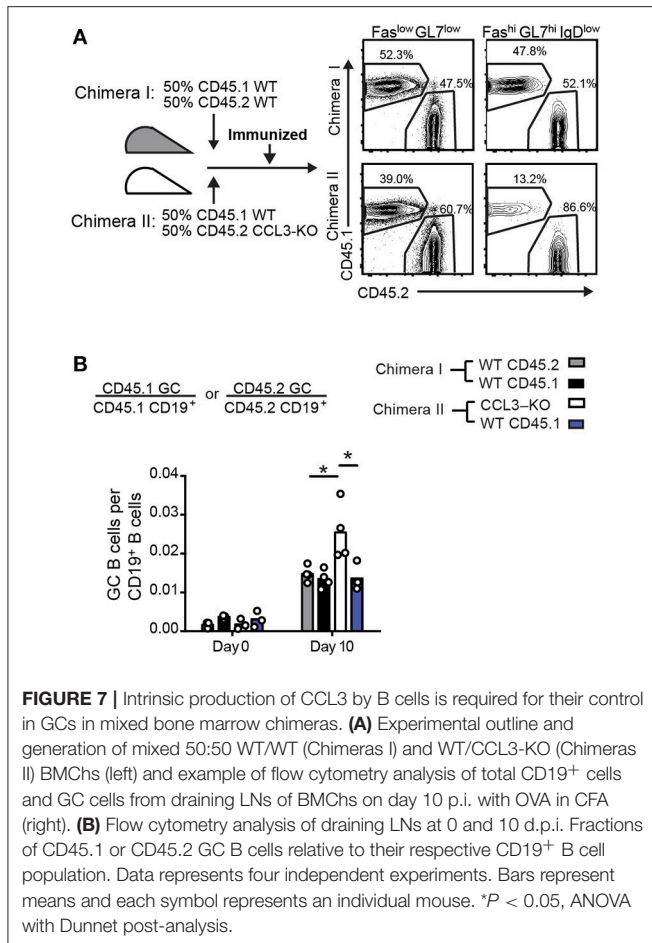 A
Fas^low GL7^low
Fas^hi GL7^hi IgD^low
Chimera I: 50% CD45.1 WT
50% CD45.2 WT
Immunized
Chimera II: 50% CD45.1 WT
50% CD45.2 CCL3-KO
Chimera I
52.3%
47.5%
47.8%
52.1%
Chimera II
39.0%
60.7%
13.2%
86.6%
CD45.1
CD45.2
B
CD45.1 GC
CD45.1 CD19+
or
CD45.2 GC
CD45.2 CD19+
Chimera I
WT CD45.2
WT CD45.1
Chimera II
CCL3–KO
WT CD45.1
GC B cells per
CD19+ B cells
0.04
0.03
0.02
0.01
0.00
* *
Day 0
Day 10
FIGURE 7 | Intrinsic production of CCL3 by B cells is required for their control
in GCs in mixed bone marrow chimeras. (A) Experimental outline and
generation of mixed 50:50 WT/WT (Chimeras I) and WT/CCL3-KO (Chimeras
II) BMChs (left) and example of flow cytometry analysis of total CD19+ cells
and GC cells from draining LNs of BMChs on day 10 p.i. with OVA in CFA
(right). (B) Flow cytometry analysis of draining LNs at 0 and 10 d.p.i. Fractions
of CD45.1 or CD45.2 GC B cells relative to their respective CD19+ B cell
population. Data represents four independent experiments. Bars represent
means and each symbol represents an individual mouse. *P < 0.05, ANOVA
with Dunnet post-analysis.